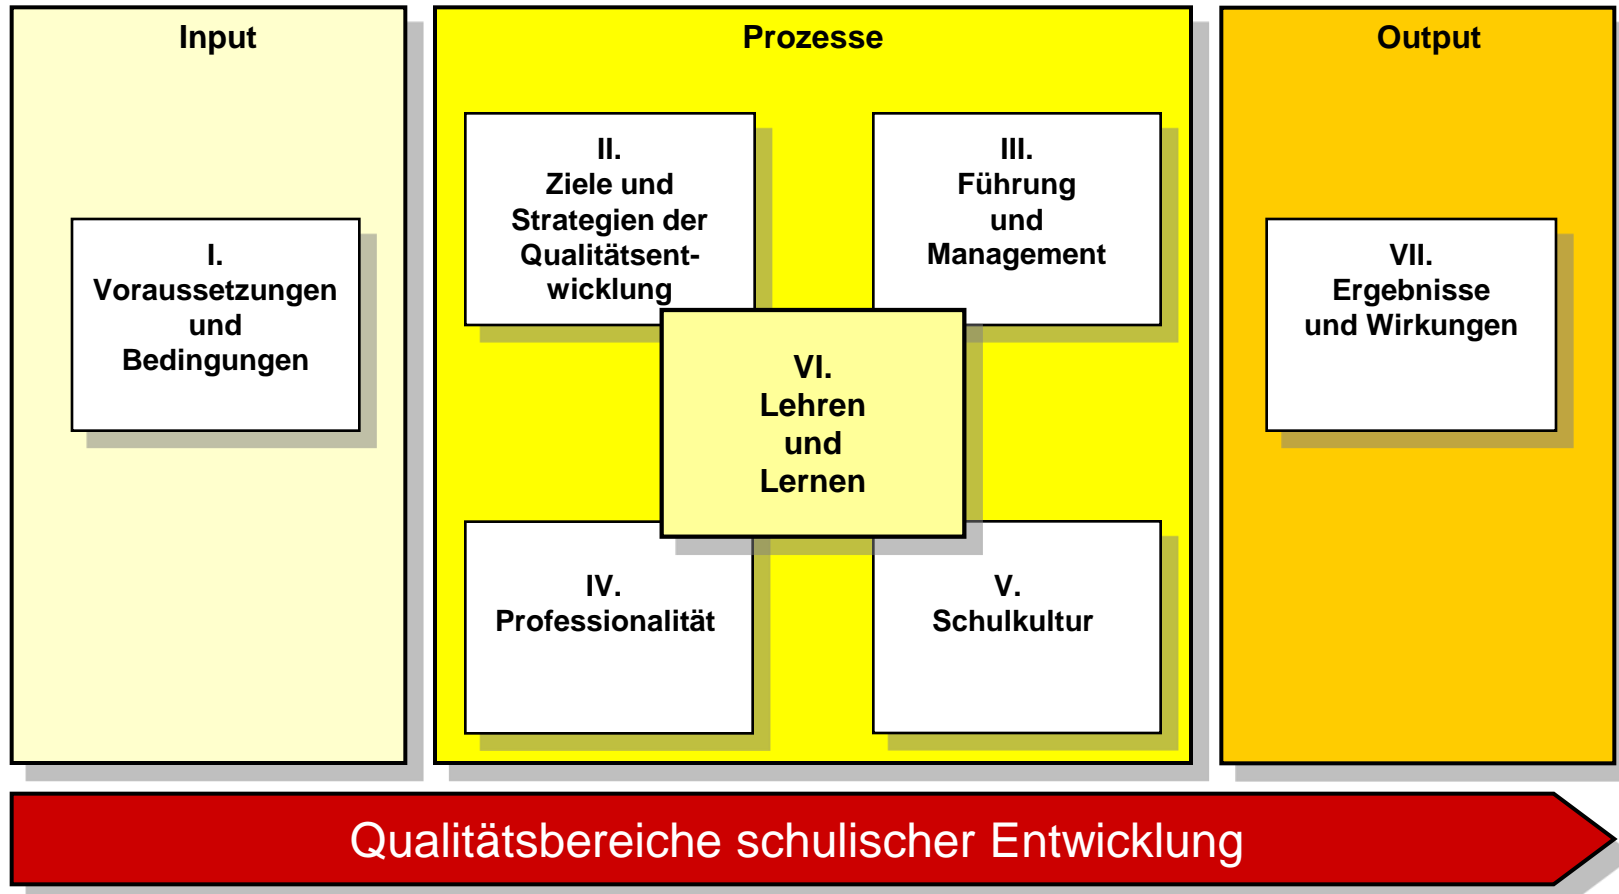 Input
I.
Voraussetzungen
und
Bedingungen
Prozesse
II.
Ziele und
Strategien der
Qualitätsent-
wicklung
III.
Führung
und
Management
VI.
Lehren
und
Lernen
IV.
Professionalität
V.
Schulkultur
Output
VII.
Ergebnisse
und Wirkungen
Qualitätsbereiche schulischer Entwicklung